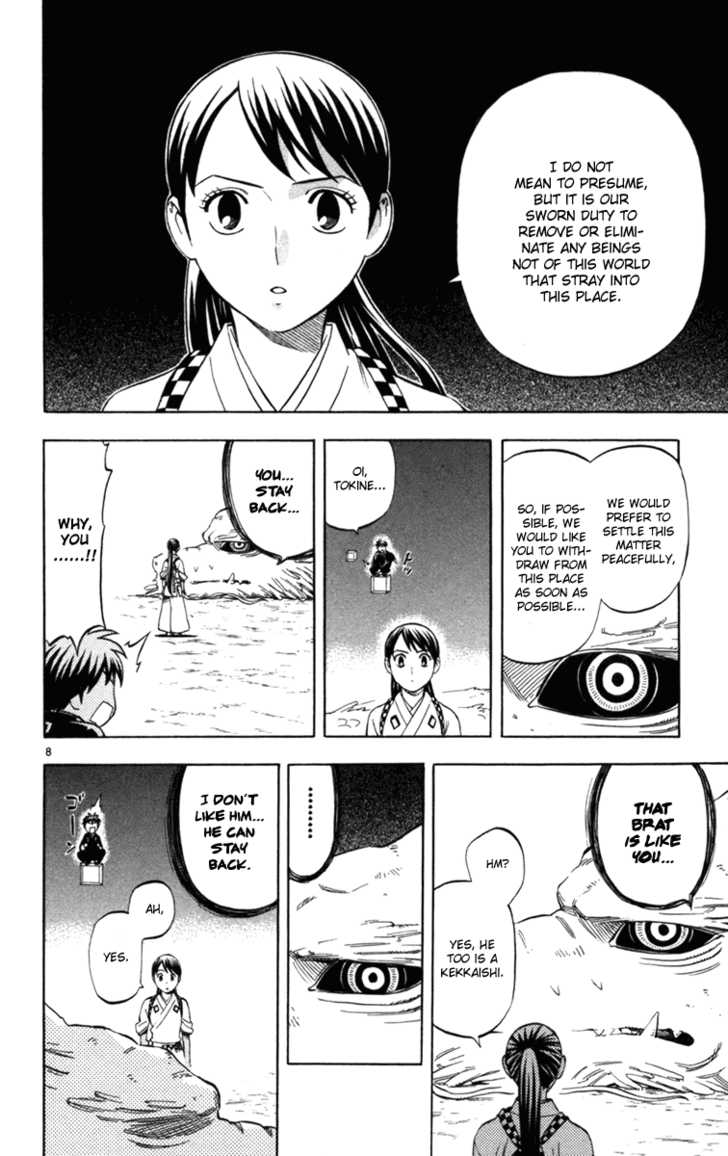 I DO NOT
MEAN TO PRESUME,
BUT IT IS OUR
SWORN DUTY TO
REMOVE OR ELIMI-
NATE ANY BEINGS
NOT OF THIS WORLD
THAT STRAY INTO
THIS PLACE.
WE WOULD
PREFER TO
SETTLE THIS
MATTER
PEACEFULLY,
SO, IF POS-
SIBLE, WE
WOULD LIKE
YOU TO WITH-
DRAW FROM
THIS PLACE
AS SOON AS
POSSIBLE...
OI,
TOKINE...
YOU...
STAY
BACK...
WHY,
YOU
......!!
8
THAT
BRAT
IS LIKE
YOU...
HM?
YES, HE
TOO IS A
KEKKAISHI.
........
I DON'T
LIKE HIM...
HE CAN
STAY
BACK.
ゴーン
AH,
YES.